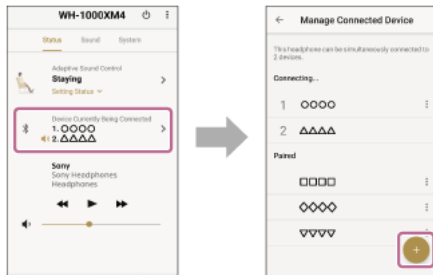 WH-1000XM4
Status Sound System
Adaptive Sound Control
Staying
Setting Status
Device Currently Being Connected
1. ○○○○
2. △△△△
Sony
Sony Headphones
Headphones
Manage Connected Device
This headphone can be simultaneously connected to
2 devices.
Connecting...
1 ○○○○
2 △△△△
Paired
□□□□
◇◇◇◇
▽▽▽▽
+